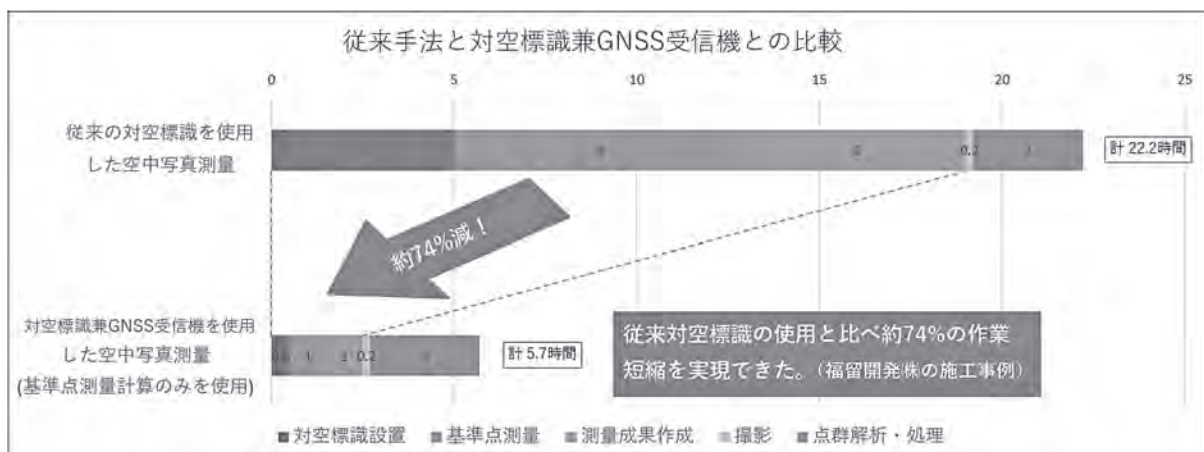 従来手法と対空標識兼GNSS受信機との比較
0 5 10 15 20 25
従来の対空標識を使用
した空中写真測量
0.2
計 22.2時間
約74%減！
対空標識兼GNSS受信機を使用
した空中写真測量
(基準点測量計算のみを使用)
1 0.2
計 5.7時間
従来対空標識の使用と比べ約74%の作業
短縮を実現できた。(福留開発㈱の施工事例)
■対空標識設置 ■基準点測量 ■測量成果作成 ■撮影 ■点群解析・処理